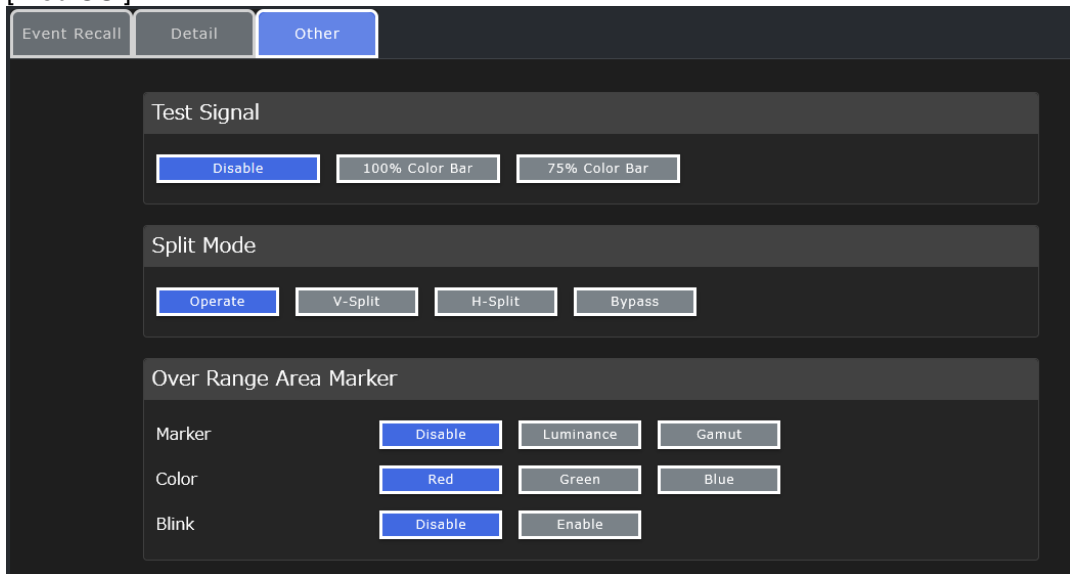 Event Recall Detail Other
Test Signal
Disable 100% Color Bar 75% Color Bar
Split Mode
Operate V-Split H-Split Bypass
Over Range Area Marker
Marker Disable Luminance Gamut
Color Red Green Blue
Blink Disable Enable